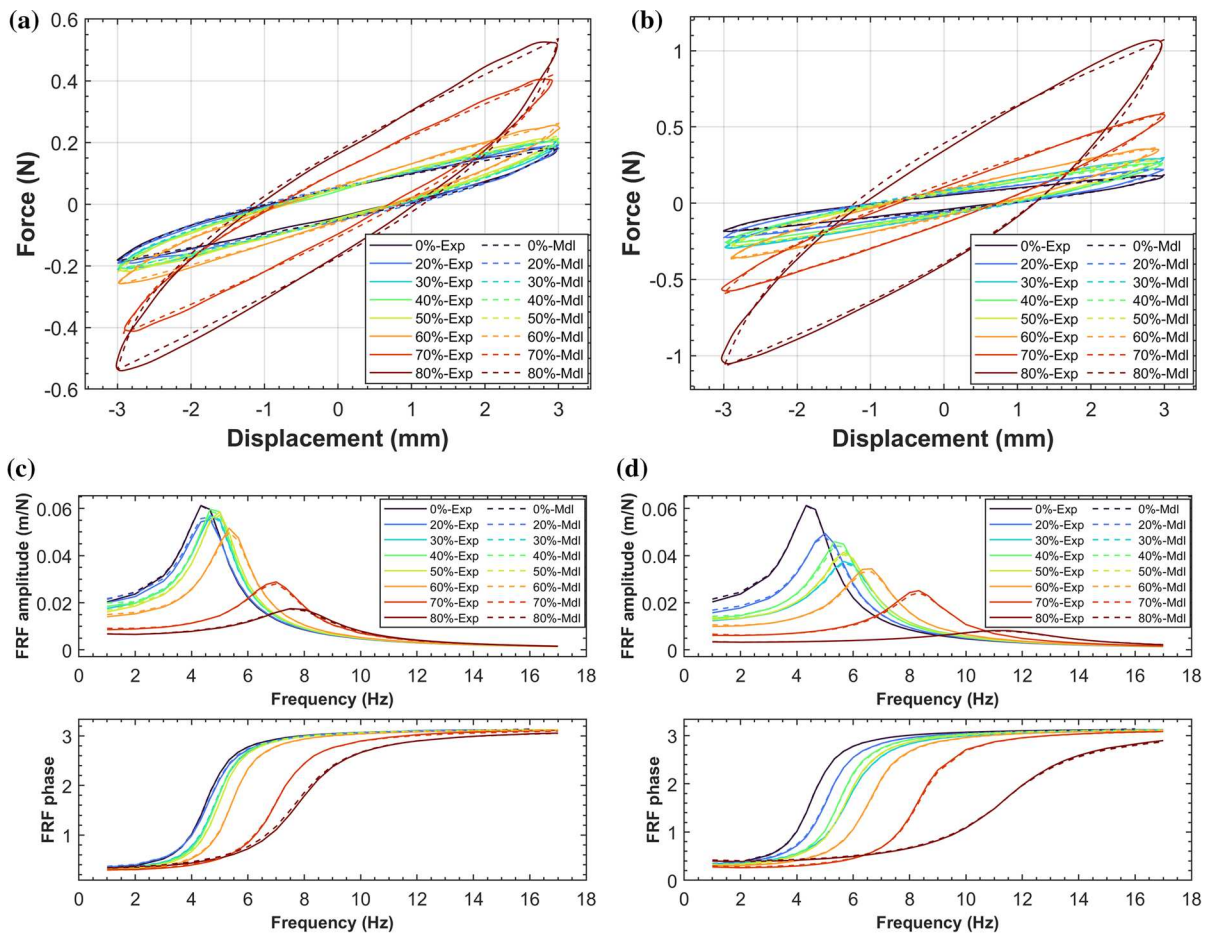 (a)
0.6
0.4
0.2
0
-0.2
-0.4
-0.6
Force (N)
-3 -2 -1 0 1 2 3
Displacement (mm)
0%-Exp 0%-Mdl
20%-Exp 20%-Mdl
30%-Exp 30%-Mdl
40%-Exp 40%-Mdl
50%-Exp 50%-Mdl
60%-Exp 60%-Mdl
70%-Exp 70%-Mdl
80%-Exp 80%-Mdl
(b)
1
0.5
0
-0.5
-1
Force (N)
-3 -2 -1 0 1 2 3
Displacement (mm)
0%-Exp 0%-Mdl
20%-Exp 20%-Mdl
30%-Exp 30%-Mdl
40%-Exp 40%-Mdl
50%-Exp 50%-Mdl
60%-Exp 60%-Mdl
70%-Exp 70%-Mdl
80%-Exp 80%-Mdl
(c)
0.06
0.04
0.02
0
FRF amplitude (m/N)
0 2 4 6 8 10 12 14 16 18
Frequency (Hz)
0%-Exp 0%-Mdl
20%-Exp 20%-Mdl
30%-Exp 30%-Mdl
40%-Exp 40%-Mdl
50%-Exp 50%-Mdl
60%-Exp 60%-Mdl
70%-Exp 70%-Mdl
80%-Exp 80%-Mdl
3
2
1
FRF phase
0 2 4 6 8 10 12 14 16 18
Frequency (Hz)
(d)
0.06
0.04
0.02
0
FRF amplitude (m/N)
0 2 4 6 8 10 12 14 16 18
Frequency (Hz)
0%-Exp 0%-Mdl
20%-Exp 20%-Mdl
30%-Exp 30%-Mdl
40%-Exp 40%-Mdl
50%-Exp 50%-Mdl
60%-Exp 60%-Mdl
70%-Exp 70%-Mdl
80%-Exp 80%-Mdl
3
2
1
FRF phase
0 2 4 6 8 10 12 14 16 18
Frequency (Hz)